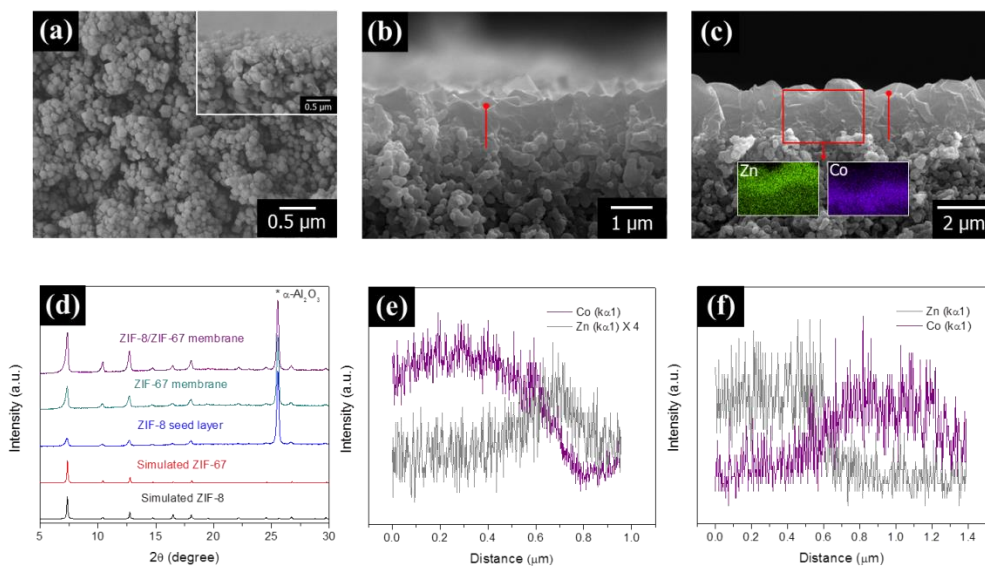 (a)
0.5 µm
0.5 µm
(b)
1 µm
(c)
Zn
Co
2 µm
(d)
* α-Al₂O₃
ZIF-8/ZIF-67 membrane
ZIF-67 membrane
ZIF-8 seed layer
Simulated ZIF-67
Simulated ZIF-8
Intensity (a.u.)
5 10 15 20 25 30
2θ (degree)
(e)
Co (kα1)
Zn (kα1) X 4
Intensity (a.u.)
0.0 0.2 0.4 0.6 0.8 1.0
Distance (µm)
(f)
Zn (kα1)
Co (kα1)
Intensity (a.u.)
0.0 0.2 0.4 0.6 0.8 1.0 1.2 1.4
Distance (µm)